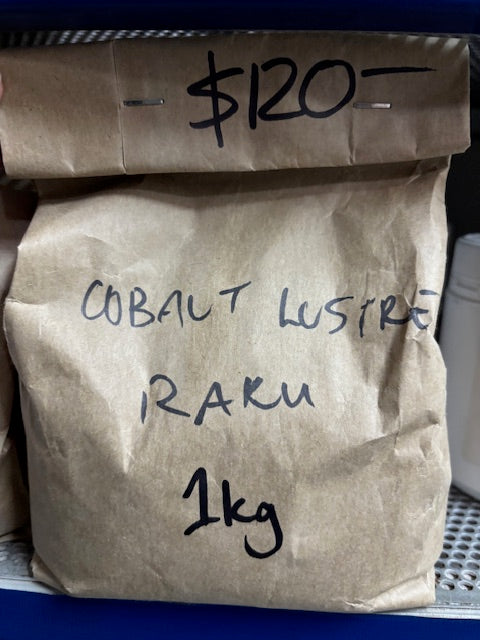 $120-
COBALT LUSTRE
RAKU
1kg